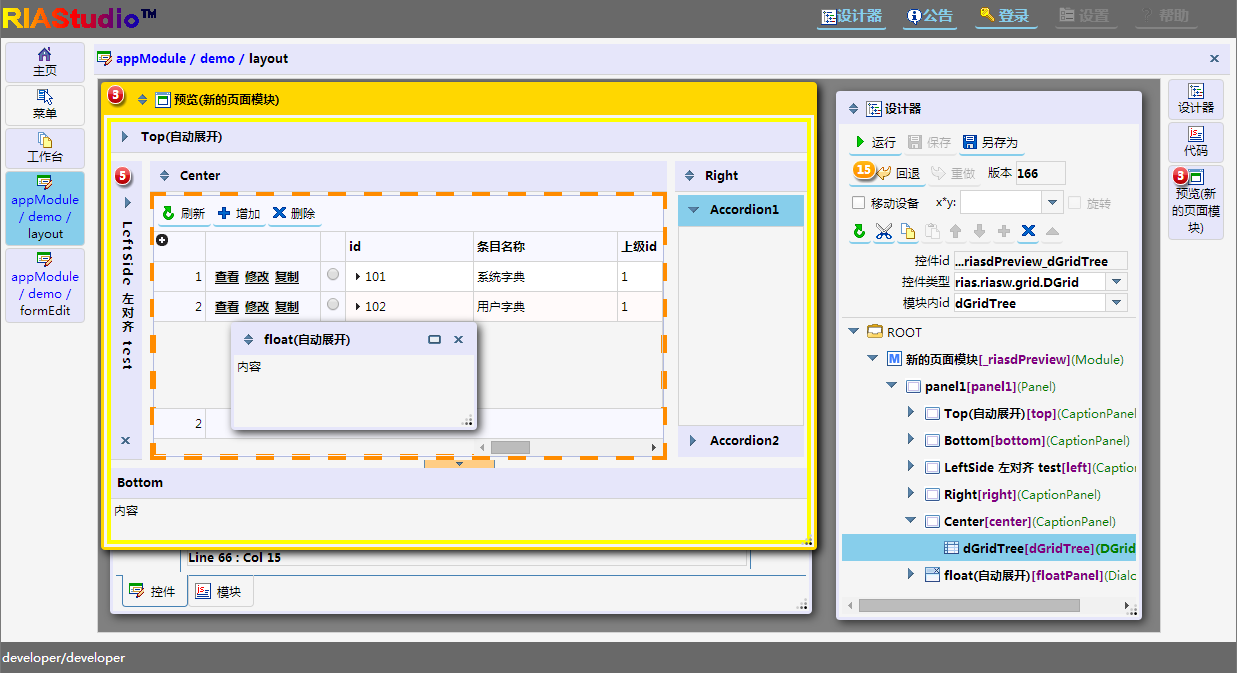 RIAStudio™
设计器 公告 登录 设置 ? 帮助
主页
菜单
工作台
appModule
/ demo /
layout
appModule
/ demo /
formEdit
appModule / demo / layout
3 预览(新的页面模块)
Top(自动展开)
5
LeftSide 左对齐 test
Center
刷新 增加 删除
id 条目名称 上级id
1 查看 修改 复制 101 系统字典 1
2 查看 修改 复制 102 用户字典 1
float(自动展开)
内容
2
Right
Accordion1
Accordion2
Bottom
内容
Line 66 : Col 15
控件 模块
设计器
运行 保存 另存为
15 回退 重做 版本 166
移动设备 x*y: 旋转
控件id ...riasdPreview_dGridTree
控件类型 rias.riasw.grid.DGrid
模块内id dGridTree
ROOT
M 新的页面模块[_riasdPreview](Module)
panel1[panel1](Panel)
Top(自动展开)[top](CaptionPanel
Bottom[bottom](CaptionPanel)
LeftSide 左对齐 test[left](Captio
Right[right](CaptionPanel)
Center[center](CaptionPanel)
dGridTree[dGridTree](DGrid
float(自动展开)[floatPanel](Dialo
设计器
代码
3
预览(新
的页面模
块)
developer/developer